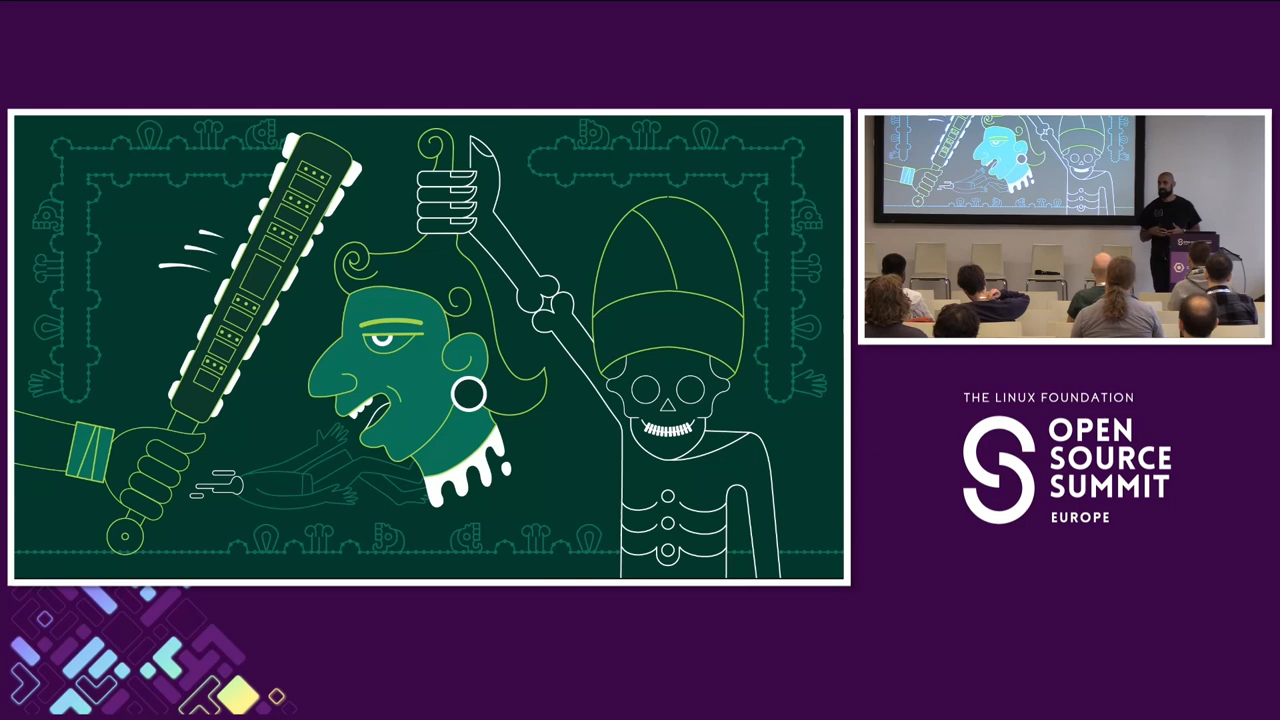 THE LINUX FOUNDATION
OPEN
SOURCE
SUMMIT
EUROPE